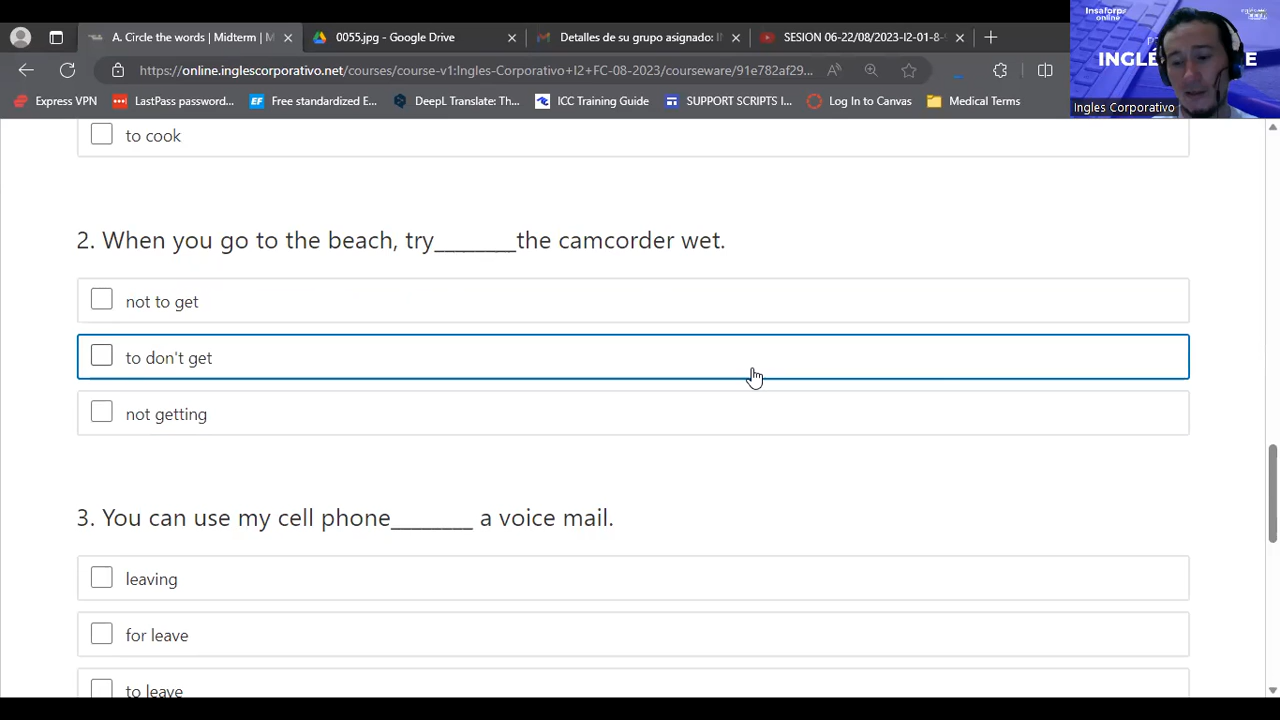 A. Circle the words | Midterm | M
0055.jpg - Google Drive
Detalles de su grupo asignado: I
SESION 06-22/08/2023-I2-01-8-
https://online.inglescorporativo.net/courses/course-v1:Ingles-Corporativo+I2+FC-08-2023/courseware/91e782af29...
Express VPN
LastPass password...
Free standardized E...
DeepL Translate: Th...
ICC Training Guide
SUPPORT SCRIPTS I...
Log In to Canvas
Medical Terms
Insaforp
online
INGLÉ
E
Ingles Corporativo
to cook
2. When you go to the beach, try________the camcorder wet.
not to get
to don't get
not getting
3. You can use my cell phone________ a voice mail.
leaving
for leave
to leave